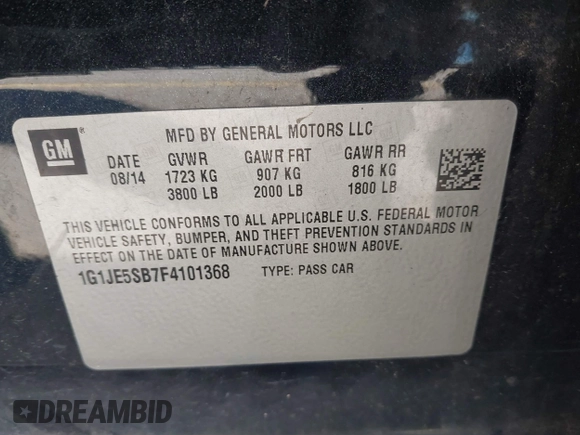 GM®
MFD BY GENERAL MOTORS LLC
DATE GVWR GAWR FRT GAWR RR
08/14 1723 KG 907 KG 816 KG
3800 LB 2000 LB 1800 LB
THIS VEHICLE CONFORMS TO ALL APPLICABLE U.S. FEDERAL MOTOR
VEHICLE SAFETY, BUMPER, AND THEFT PREVENTION STANDARDS IN
EFFECT ON THE DATE OF MANUFACTURE SHOWN ABOVE.
1G1JE5SB7F4101368 TYPE: PASS CAR
DREAMBID